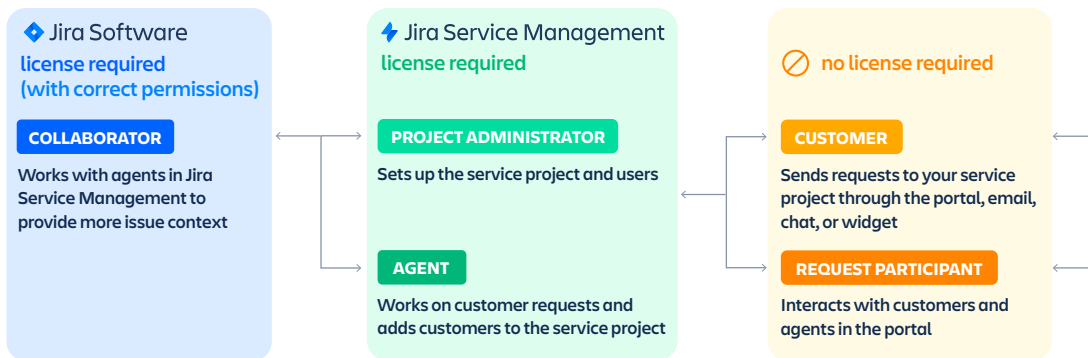 Jira Software
license required
(with correct permissions)
COLLABORATOR
Works with agents in Jira
Service Management to
provide more issue context
Jira Service Management
license required
PROJECT ADMINISTRATOR
Sets up the service project and users
AGENT
Works on customer requests and
adds customers to the service project
no license required
CUSTOMER
Sends requests to your service
project through the portal, email,
chat, or widget
REQUEST PARTICIPANT
Interacts with customers and
agents in the portal